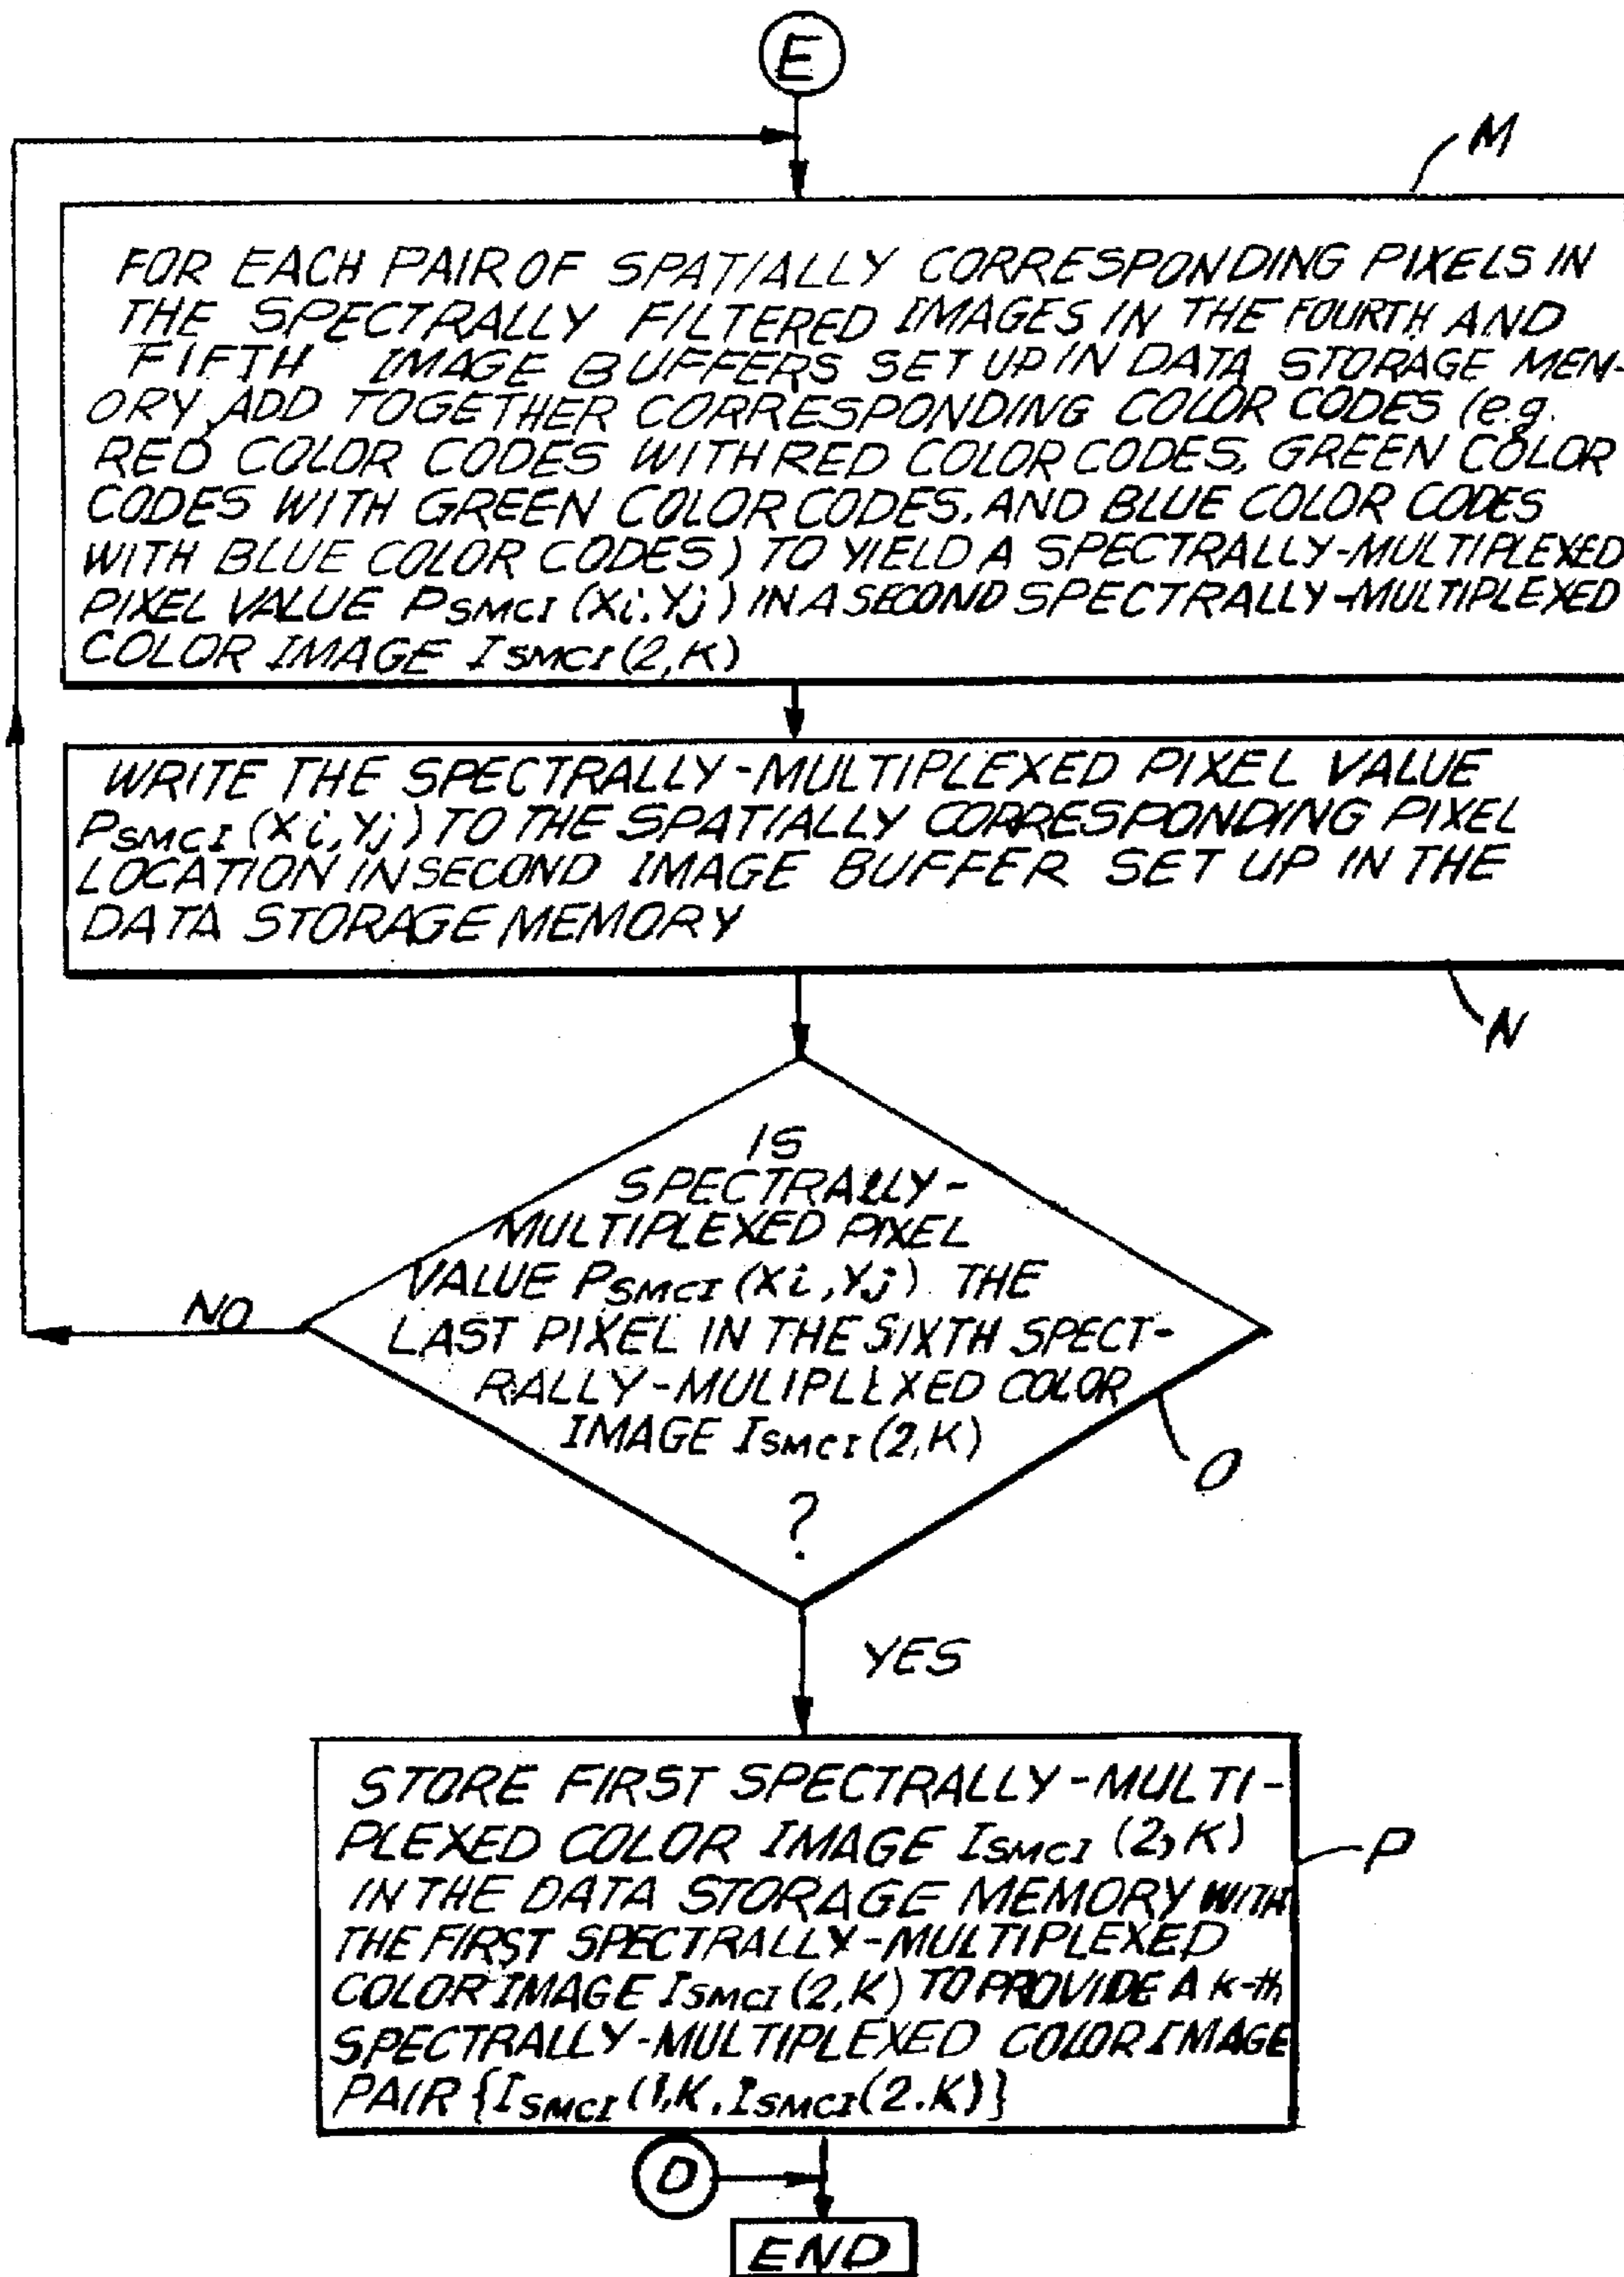 E
M
FOR EACH PAIR OF SPATIALLY CORRESPONDING PIXELS IN
THE SPECTRALLY FILTERED IMAGES IN THE FOURTH AND
FIFTH IMAGE BUFFERS SET UP IN DATA STORAGE MEN-
ORY, ADD TOGETHER CORRESPONDING COLOR CODES (e.g.
RED COLOR CODES WITH RED COLOR CODES, GREEN COLOR
CODES WITH GREEN COLOR CODES, AND BLUE COLOR CODES
WITH BLUE COLOR CODES) TO YIELD A SPECTRALLY-MULTIPLEXED
PIXEL VALUE PSMCI (Xi, Yj) IN A SECOND SPECTRALLY-MULTIPLEXED
COLOR IMAGE ISMCI (2,K)
WRITE THE SPECTRALLY-MULTIPLEXED PIXEL VALUE
PSMCI (Xi, Yj) TO THE SPATIALLY CORRESPONDING PIXEL
LOCATION IN SECOND IMAGE BUFFER SET UP IN THE
DATA STORAGE MEMORY
N
IS
SPECTRALLY-
MULTIPLEXED PIXEL
VALUE PSMCI (Xi, Yj) THE
LAST PIXEL IN THE SIXTH SPECT-
RALLY-MULIPLEXED COLOR
IMAGE ISMCI (2,K)
?
NO
O
YES
STORE FIRST SPECTRALLY-MULTI-
PLEXED COLOR IMAGE ISMCI (2,K)
IN THE DATA STORAGE MEMORY WITH
THE FIRST SPECTRALLY-MULTIPLEXED
COLOR IMAGE ISMCI (2,K) TO PROVIDE A K-th
SPECTRALLY-MULTIPLEXED COLOR IMAGE
PAIR {ISMCI (1,K, ISMCI (2.K)}
P
D
END